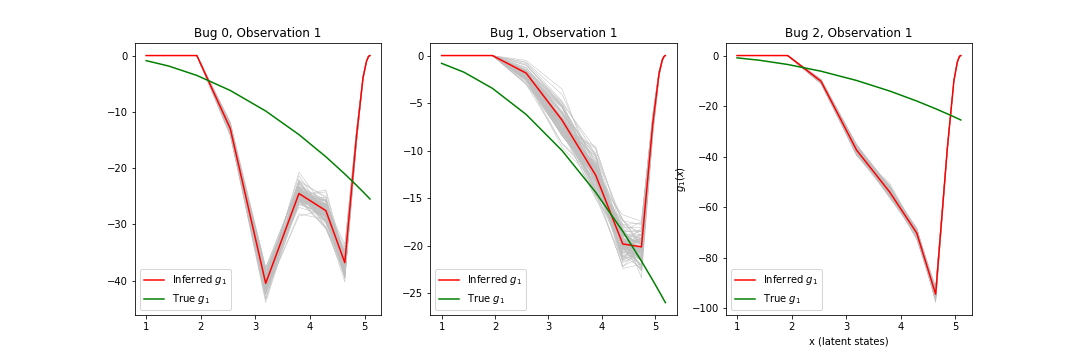 Bug 0, Observation 1
0
−10
−20
−30
−40
1 2 3 4 5
Inferred g₁
True g₁
Bug 1, Observation 1
0
−5
−10
−15
−20
−25
1 2 3 4 5
Inferred g₁
True g₁
Bug 2, Observation 1
g₁(x)
0
−20
−40
−60
−80
−100
1 2 3 4 5
Inferred g₁
True g₁
x (latent states)